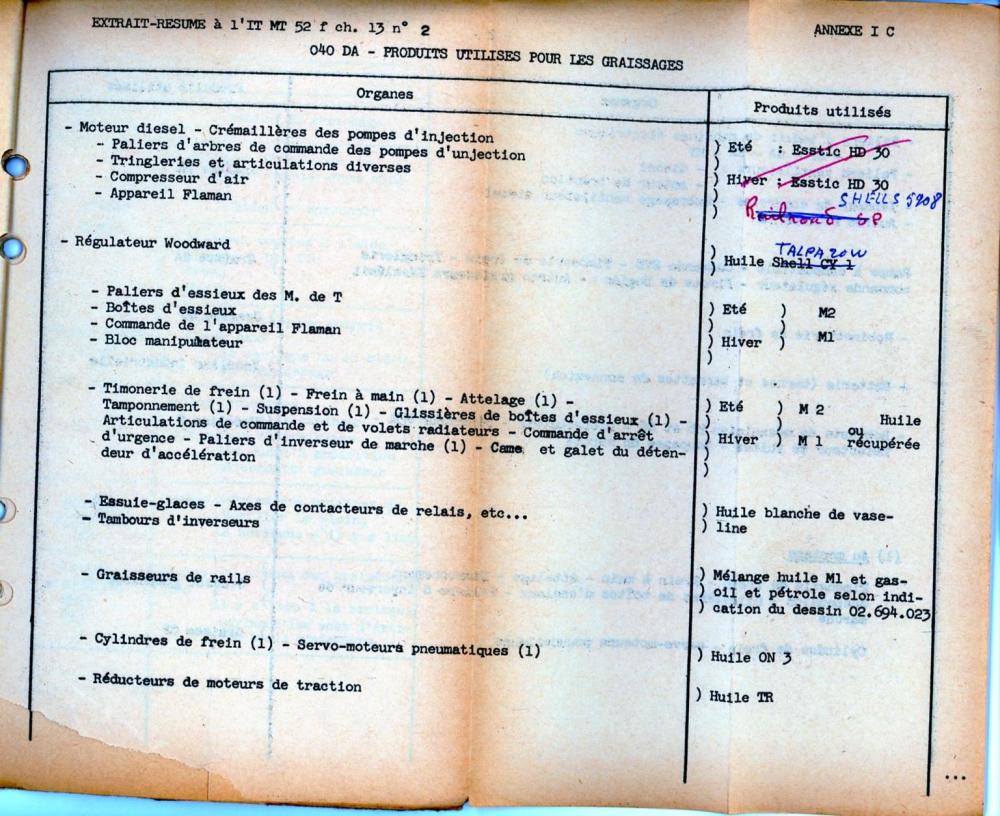 EXTRAIT-RESUME à l'IT MT 52 f ch. 13 n° 2
ANNEXE I C
040 DA - PRODUITS UTILISES POUR LES GRAISSAGES
Organes
Produits utilisés
- Moteur diesel - Crémaillères des pompes d'injection
- Paliers d'arbres de commande des pompes d'unjection
- Tringleries et articulations diverses
- Compresseur d'air
- Appareil Flaman
) Eté : Esstic HD 30
)
) Hiver : Esstic HD 30
) SHELL S 5208
) Railroad GP
- Régulateur Woodward
TALPA 20W
) Huile Shell CY 1
- Paliers d'essieux des M. de T
- Boîtes d'essieux
- Commande de l'appareil Flaman
- Bloc manipulateur
) Eté ) M2
) )
) Hiver ) M1
)
- Timonerie de frein (1) - Frein à main (1) - Attelage (1) -
Tamponnement (1) - Suspension (1) - Glissières de boîtes d'essieux (1) -
Articulations de commande et de volets radiateurs - Commande d'arrêt
d'urgence - Paliers d'inverseur de marche (1) - Came et galet du déten-
deur d'accélération
) Eté ) M 2 Huile
) ) ou
) Hiver ) M 1 récupérée
)
)
- Essuie-glaces - Axes de contacteurs de relais, etc...
- Tambours d'inverseurs
) Huile blanche de vase-
) line
- Graisseurs de rails
) Mélange huile M1 et gas-
) oil et pétrole selon indi-
) cation du dessin 02.694.023
- Cylindres de frein (1) - Servo-moteurs pneumatiques (1)
) Huile ON 3
- Réducteurs de moteurs de traction
) Huile TR
...